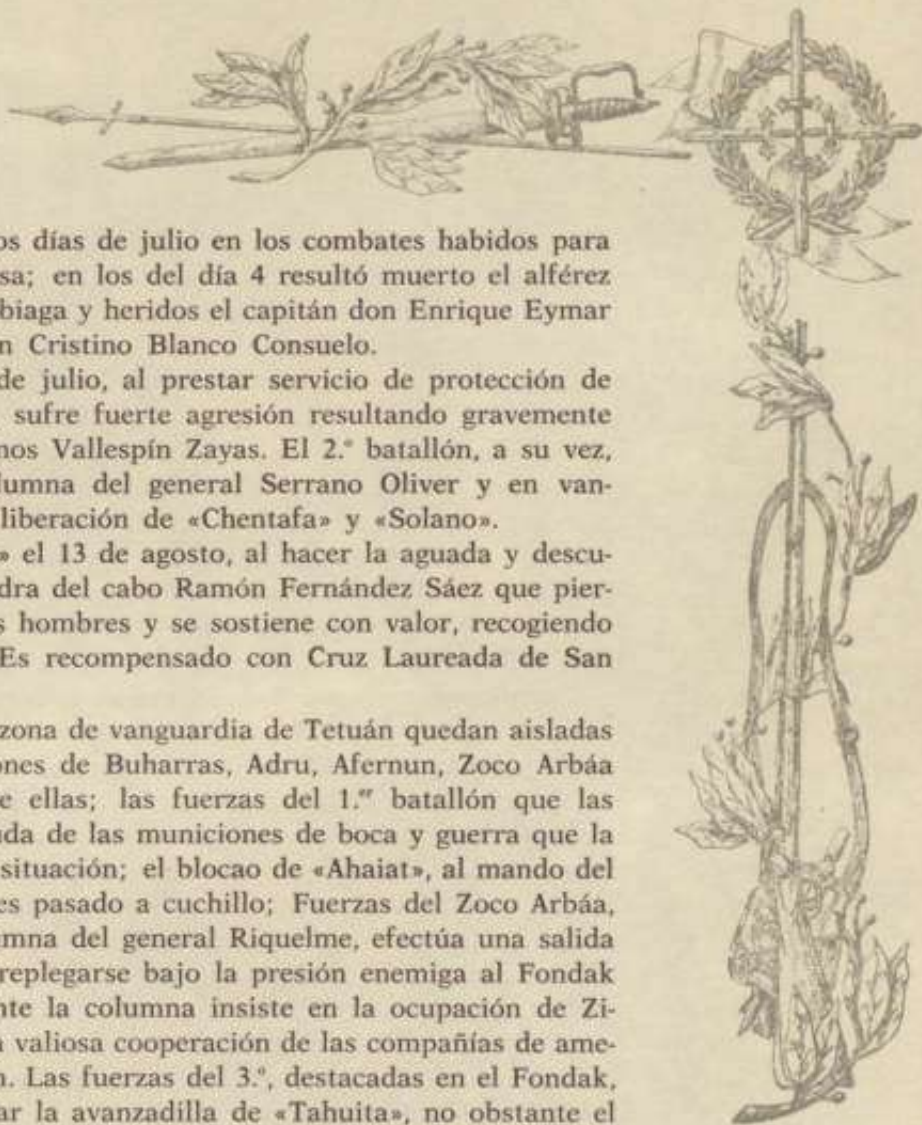 os días de julio en los combates habidos para
sa; en los del día 4 resultó muerto el alférez
biaga y heridos el capitán don Enrique Eymar
n Cristino Blanco Consuelo.
de julio, al prestar servicio de protección de
sufre fuerte agresión resultando gravemente
nos Vallespín Zayas. El 2.º batallón, a su vez,
lumna del general Serrano Oliver y en van-
liberación de «Chentafa» y «Solano».
» el 13 de agosto, al hacer la aguada y descu-
dra del cabo Ramón Fernández Sáez que pier-
s hombres y se sostiene con valor, recogiendo
Es recompensado con Cruz Laureada de San
zona de vanguardia de Tetuán quedan aisladas
ones de Buharras, Adru, Afernun, Zoco Arbáa
e ellas; las fuerzas del 1.er batallón que las
uda de las municiones de boca y guerra que la
situación; el blocao de «Ahaiat», al mando del
es pasado a cuchillo; Fuerzas del Zoco Arbáa,
umna del general Riquelme, efectúa una salida
replegarse bajo la presión enemiga al Fondak
nte la columna insiste en la ocupación de Zi-
a valiosa cooperación de las compañías de ame-
n. Las fuerzas del 3.º, destacadas en el Fondak,
ar la avanzadilla de «Tahuita», no obstante el